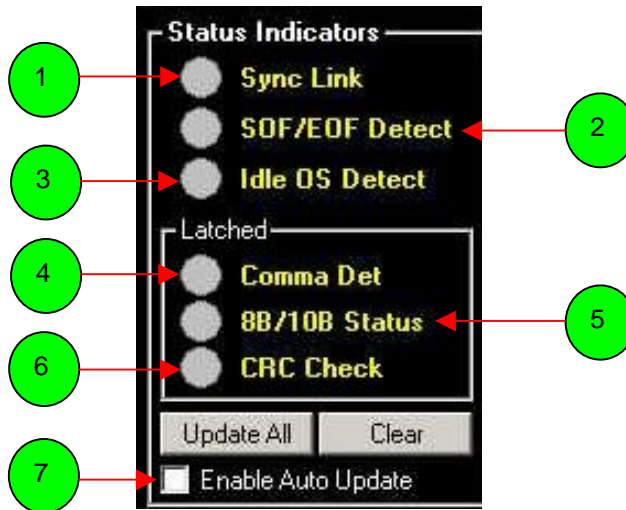 Status Indicators
1 Sync Link
SOF/EOF Detect 2
3 Idle OS Detect
Latched
4 Comma Det
8B/10B Status 5
6 CRC Check
Update All Clear
7 Enable Auto Update